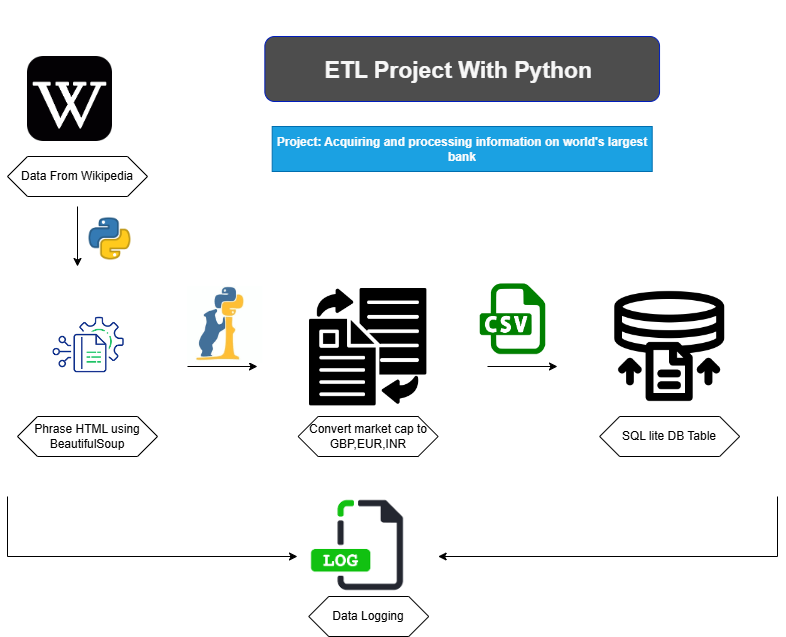 ETL Project With Python
Project: Acquiring and processing information on world's largest
bank
W
Data From Wikipedia
CSV
Phrase HTML using
BeautifulSoup
Convert market cap to
GBP,EUR,INR
SQL lite DB Table
LOG
Data Logging